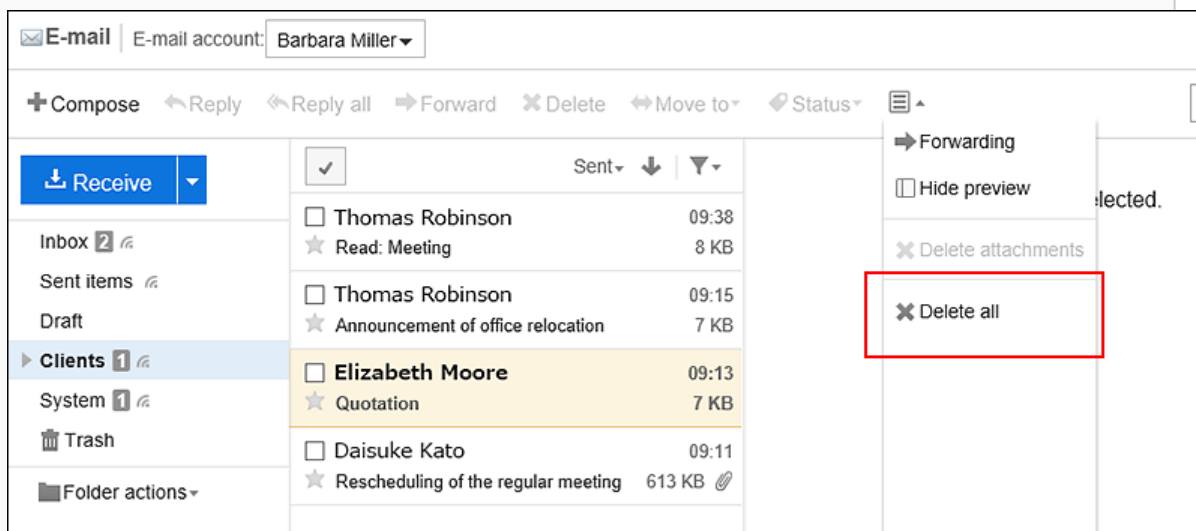 E-mail E-mail account: Barbara Miller
Compose Reply Reply all Forward Delete Move to Status
Forwarding
Hide preview
Delete attachments
Delete all
Receive
Inbox 2
Sent items
Draft
Clients 1
System 1
Trash
Folder actions
Sent
Thomas Robinson 09:38
Read: Meeting 8 KB
Thomas Robinson 09:15
Announcement of office relocation 7 KB
Elizabeth Moore 09:13
Quotation 7 KB
Daisuke Kato 09:11
Rescheduling of the regular meeting 613 KB
elected.